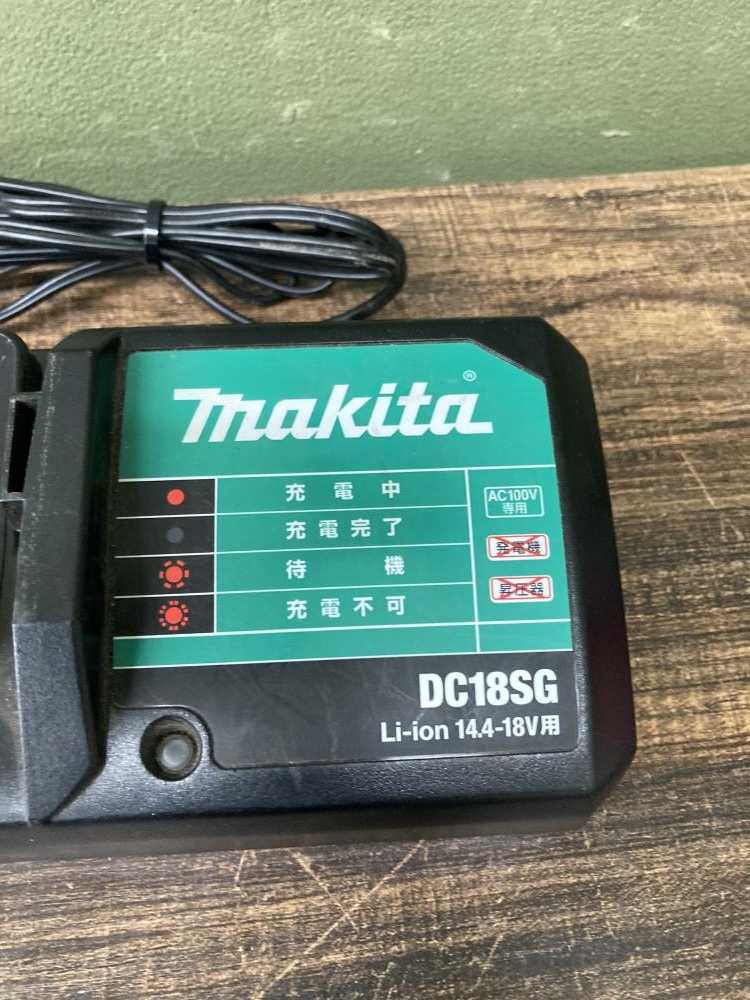 makita®
充電中
充電完了
待機
充電不可
AC100V
専用
発電機
昇圧器
DC18SG
Li-ion 14.4-18V用